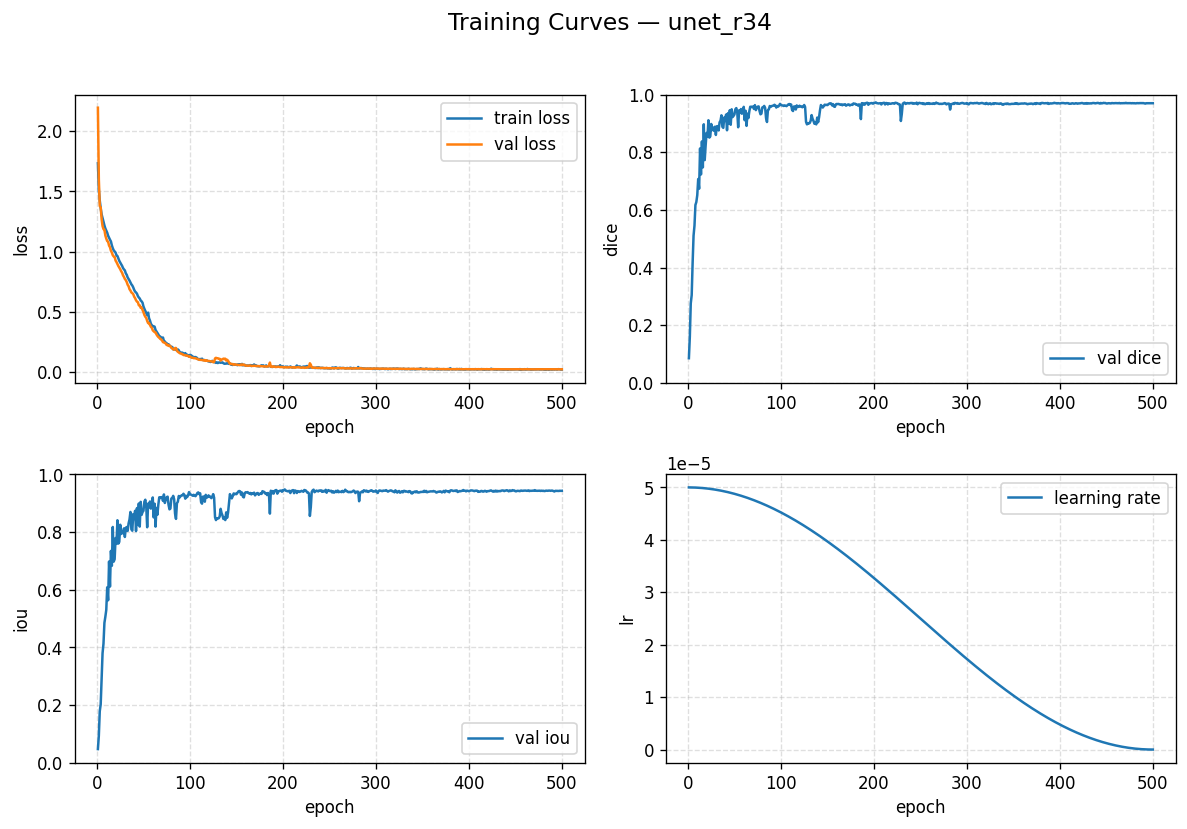 Training Curves — unet_r34
train loss
val loss
2.0
1.5
1.0
0.5
0.0
loss
0 100 200 300 400 500
epoch
1.0
0.8
0.6
0.4
0.2
0.0
dice
val dice
0 100 200 300 400 500
epoch
1.0
0.8
0.6
0.4
0.2
0.0
iou
val iou
0 100 200 300 400 500
epoch
1e−5
learning rate
5
4
3
2
1
0
lr
0 100 200 300 400 500
epoch